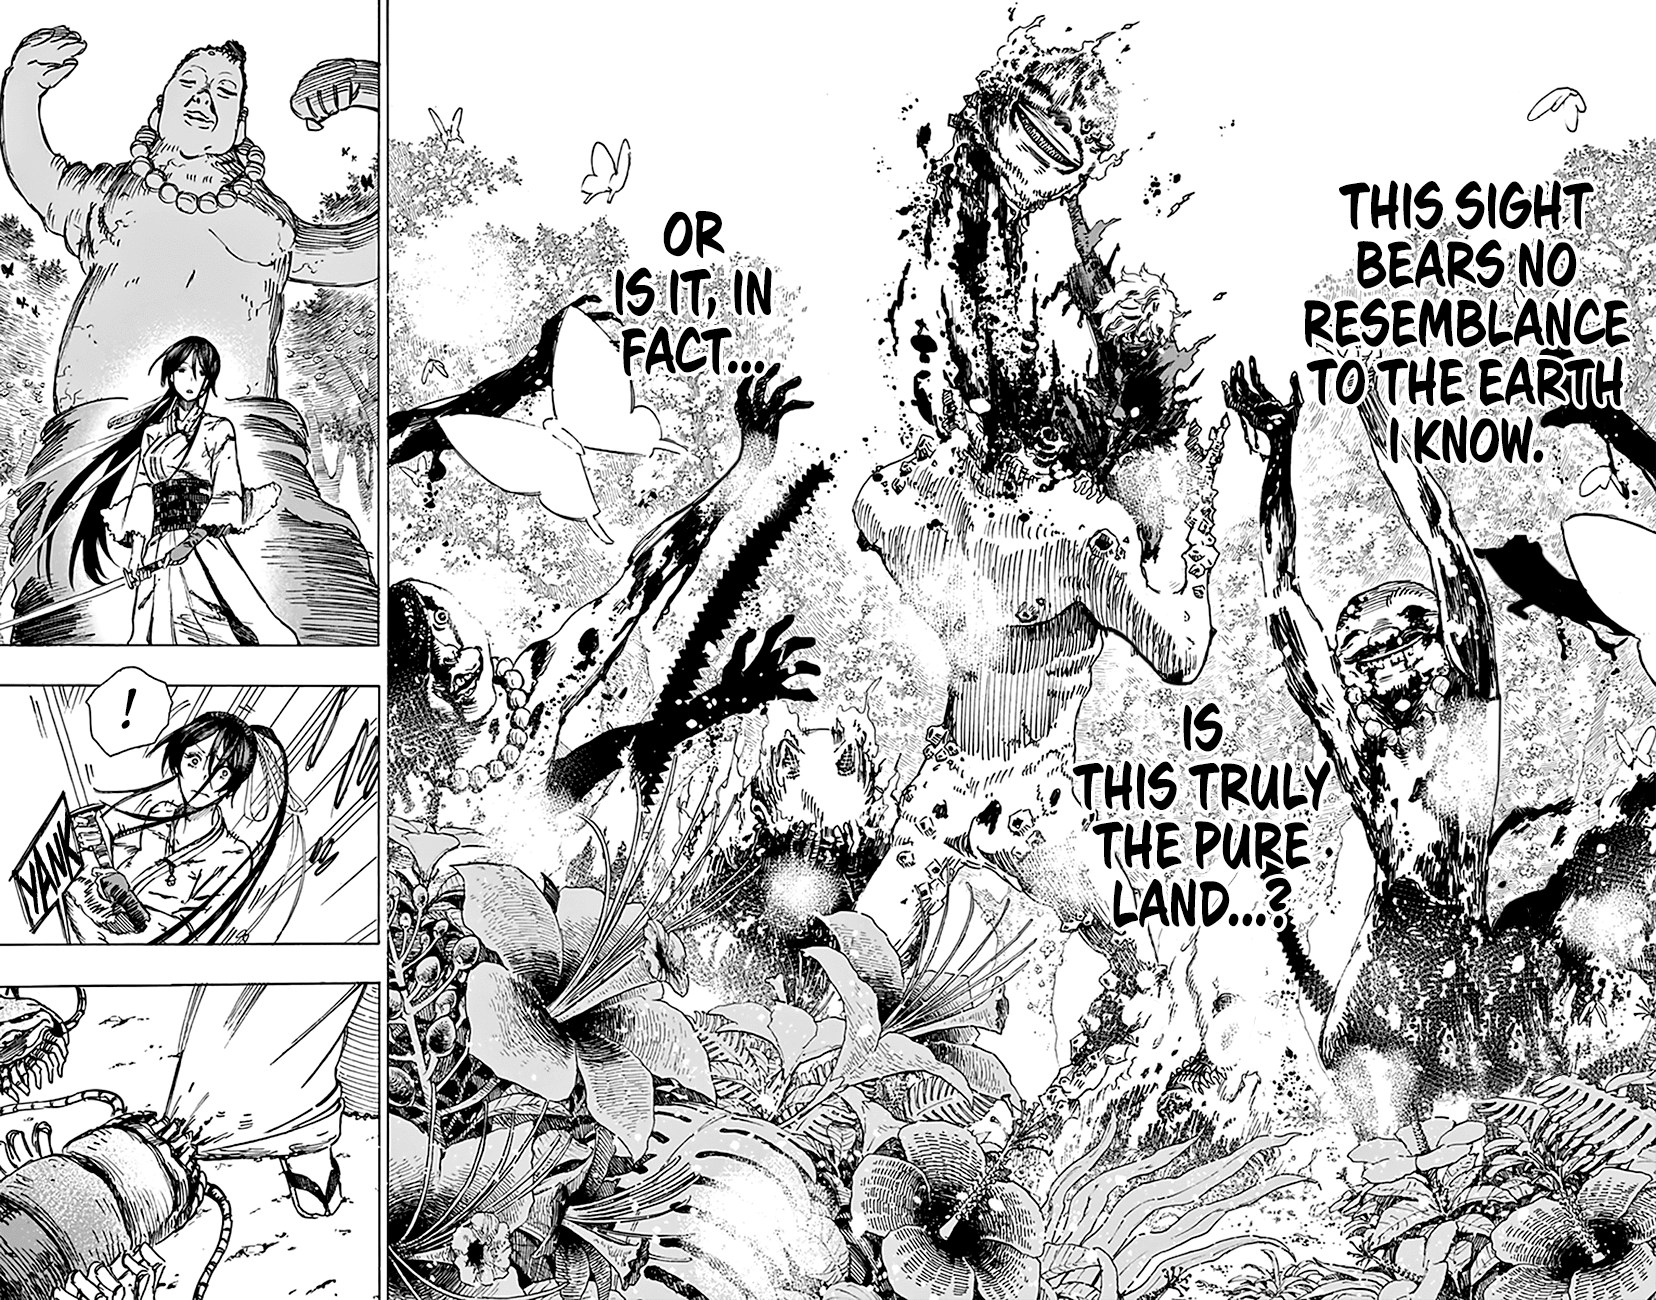 THIS SIGHT
BEARS NO
RESEMBLANCE
TO THE EARTH
I KNOW.
IS
THIS TRULY
THE PURE
LAND...?
OR
IS IT, IN
FACT...
!
YANK